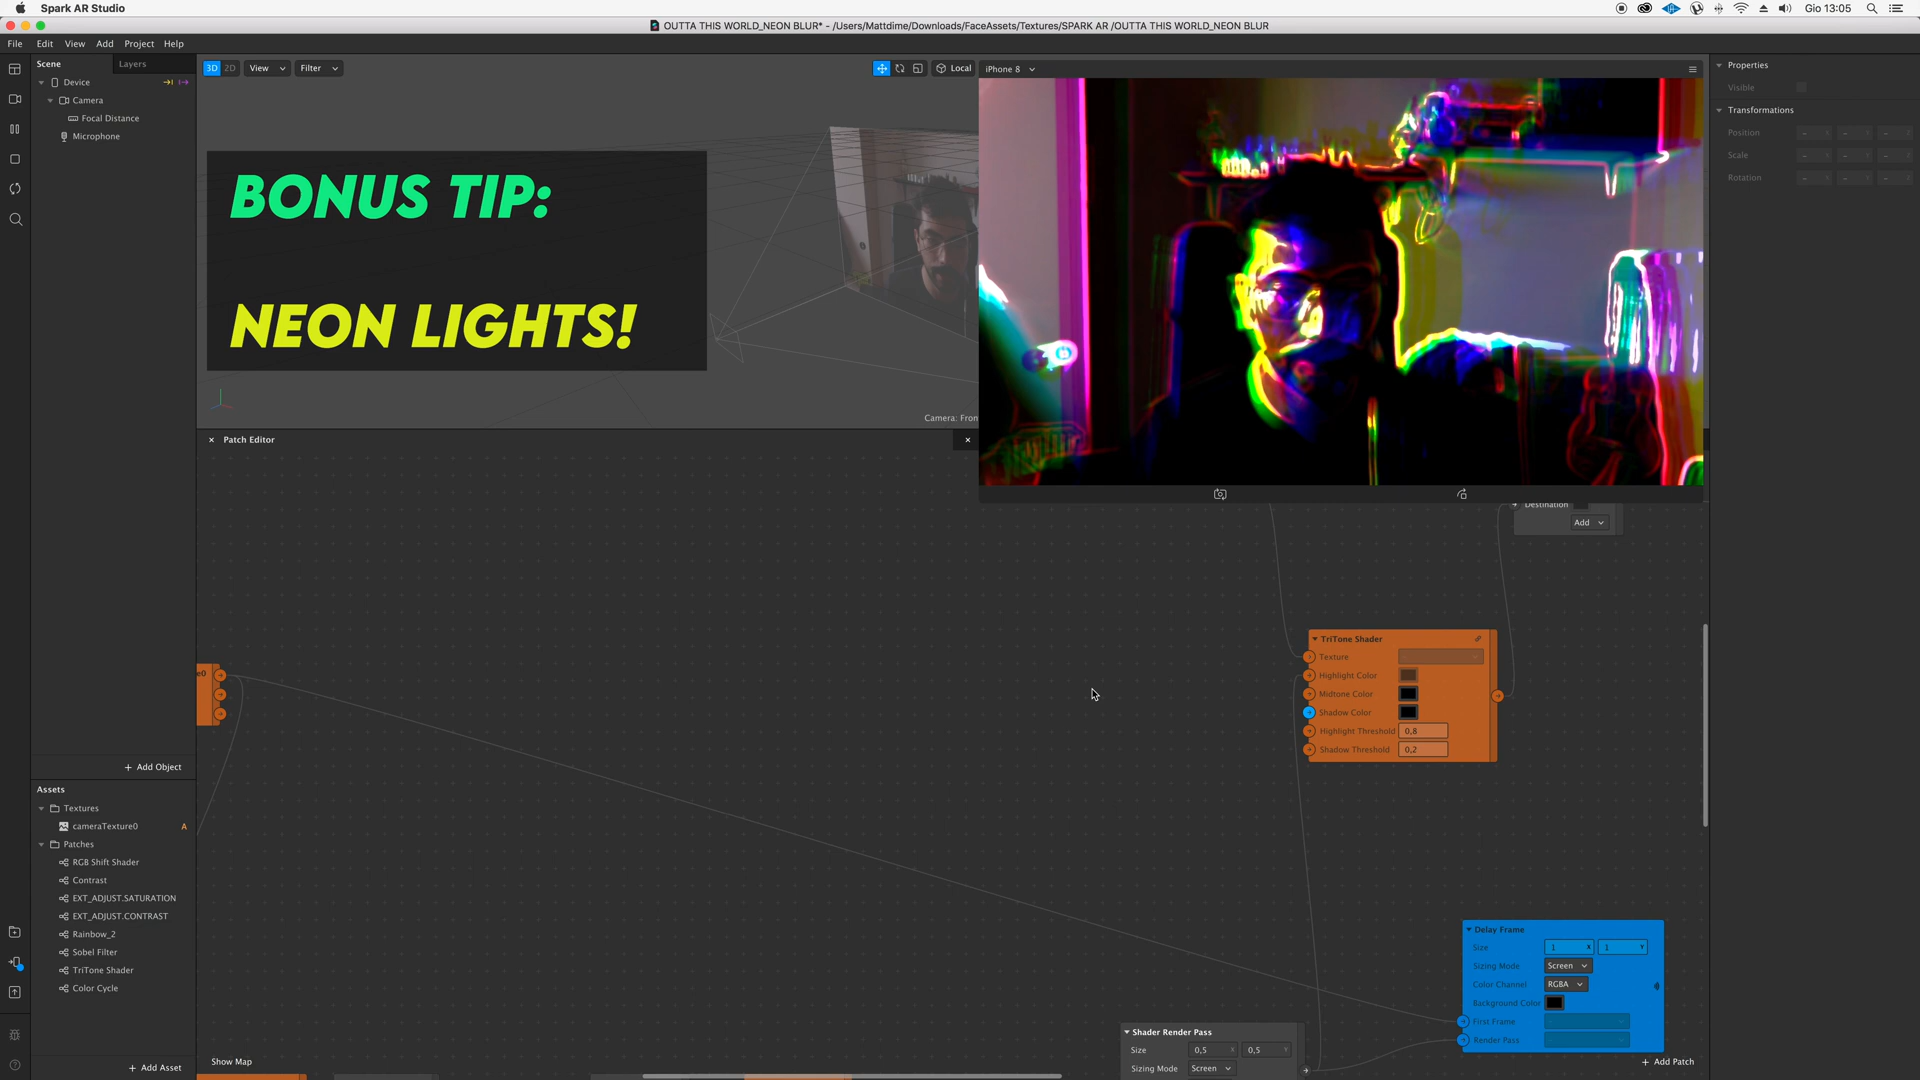 Spark AR Studio
Gio 13:05
OUTTA THIS WORLD_NEON BLUR* - /Users/Mattdime/Downloads/FaceAssets/Textures/SPARK AR /OUTTA THIS WORLD_NEON BLUR
File Edit View Add Project Help
Scene Layers
Device
Camera
Focal Distance
Microphone
+ Add Object
Assets
Textures
cameraTexture0 A
Patches
RGB Shift Shader
Contrast
EXT_ADJUST.SATURATION
EXT_ADJUST.CONTRAST
Rainbow_2
Sobel Filter
TriTone Shader
Color Cycle
+ Add Asset
3D 2D View Filter Local
BONUS TIP:
NEON LIGHTS!
Camera: Fron
iPhone 8
× Patch Editor ×
e0
Destination
Add
TriTone Shader
Texture
Highlight Color
Midtone Color
Shadow Color
Highlight Threshold 0,8
Shadow Threshold 0,2
Delay Frame
Size 1 X 1 Y
Sizing Mode Screen
Color Channel RGBA
Background Color
First Frame
Render Pass
Shader Render Pass
Size 0,5 0,5
Sizing Mode Screen
Show Map
+ Add Patch
Properties
Visible
Transformations
Position - - -
Scale - - -
Rotation - - -